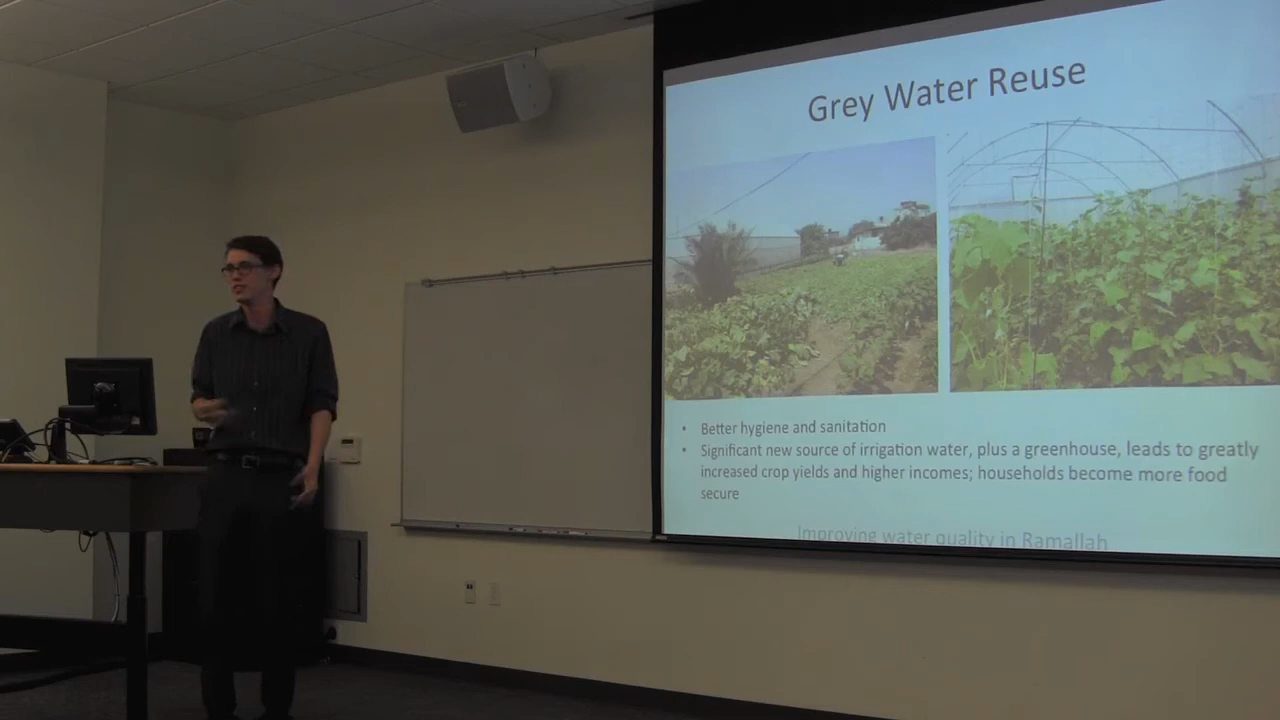 Grey Water Reuse
• Better hygiene and sanitation
• Significant new source of irrigation water, plus a greenhouse, leads to greatly
increased crop yields and higher incomes; households become more food
secure
Improving water quality in Ramallah